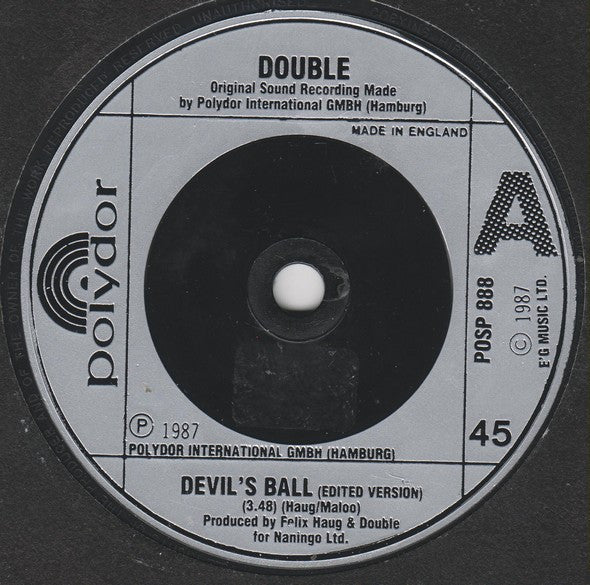 DOUBLE
Original Sound Recording Made
by Polydor International GMBH (Hamburg)
MADE IN ENGLAND
A
polydor
POSP 888
© 1987
E'G MUSIC LTD.
45
Ⓟ 1987
POLYDOR INTERNATIONAL GMBH (HAMBURG)
DEVIL'S BALL (EDITED VERSION)
(3.48) (Haug/Maloo)
Produced by Felix Haug & Double
for Naningo Ltd.